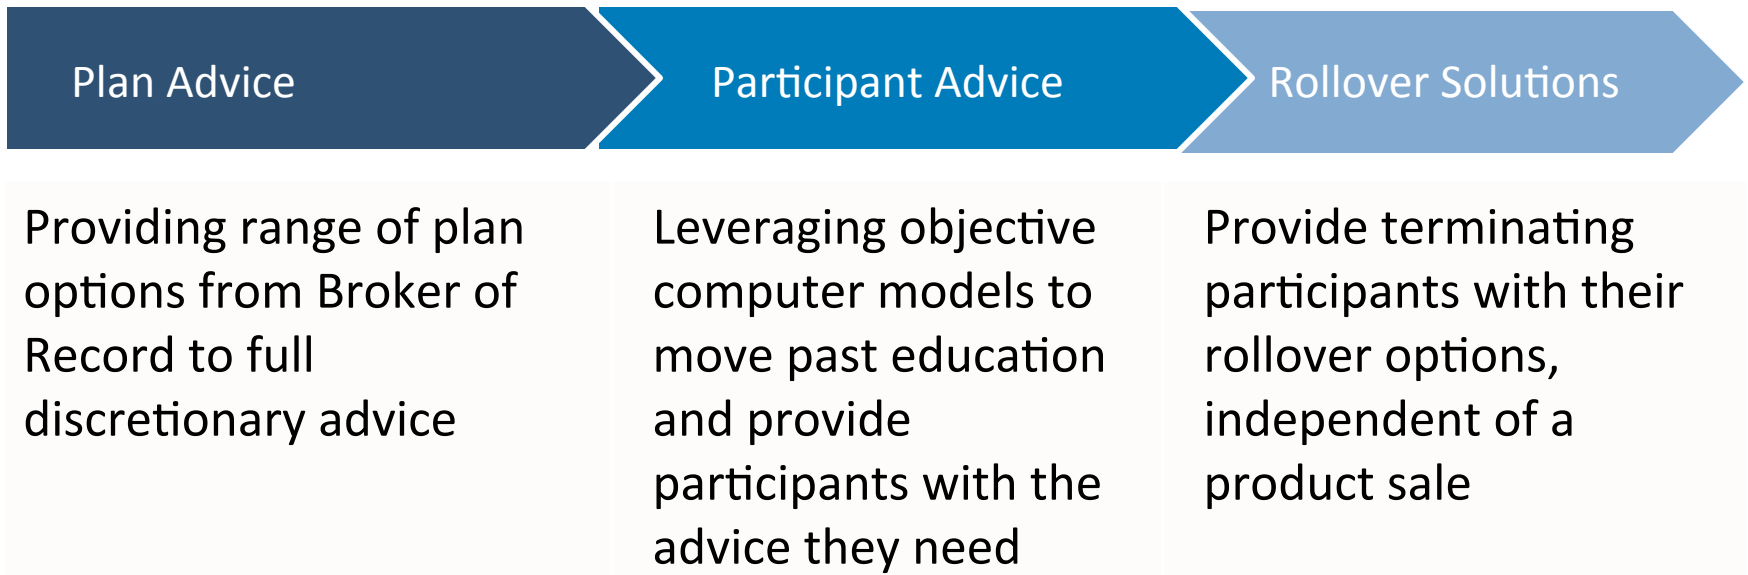 Plan Advice
Participant Advice
Rollover Solutions
Providing range of plan
options from Broker of
Record to full
discretionary advice
Leveraging objective
computer models to
move past education
and provide
participants with the
advice they need
Provide terminating
participants with their
rollover options,
independent of a
product sale